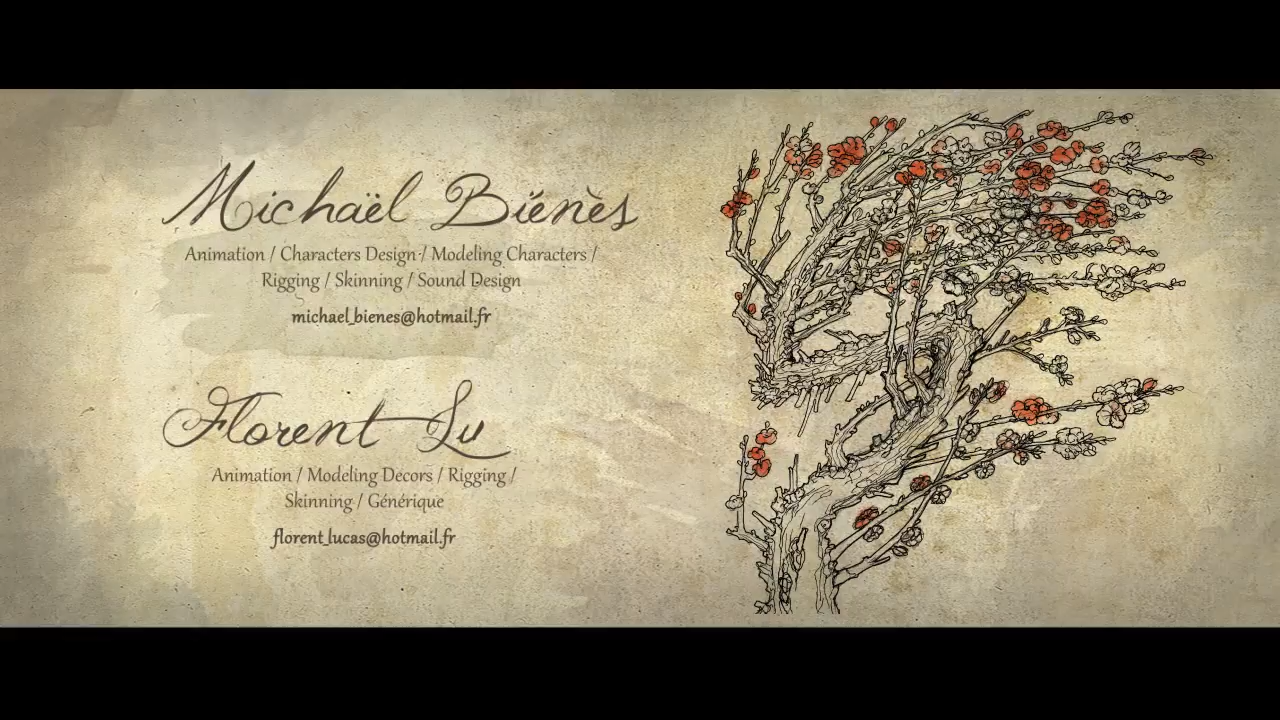 Michaël Bïénès
Animation / Characters Design / Modeling Characters /
Rigging / Skinning / Sound Design
michael_bienes@hotmail.fr
Florent Lu
Animation / Modeling Decors / Rigging /
Skinning / Générique
florent_lucas@hotmail.fr